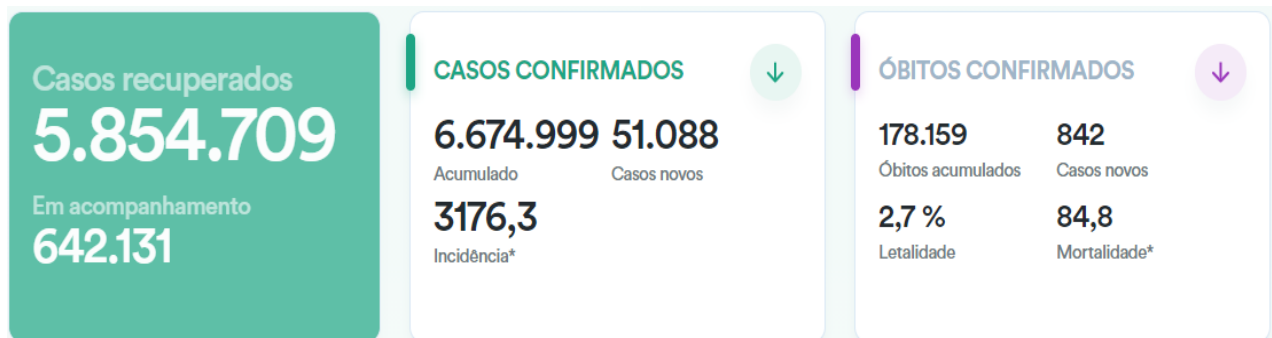 Casos recuperados
5.854.709
Em acompanhamento
642.131
CASOS CONFIRMADOS
6.674.999 51.088
Acumulado Casos novos
3176,3
Incidência*
ÓBITOS CONFIRMADOS
178.159 842
Óbitos acumulados Casos novos
2,7 % 84,8
Letalidade Mortalidade*